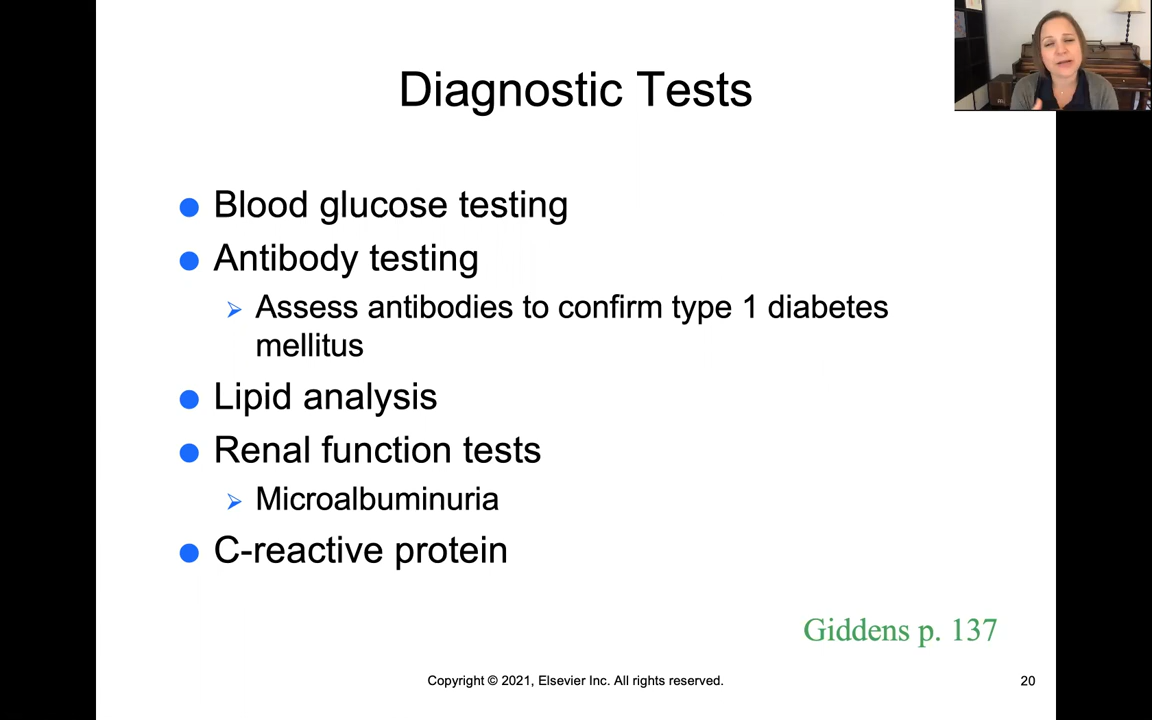 Diagnostic Tests
Blood glucose testing
Antibody testing
Assess antibodies to confirm type 1 diabetes
mellitus
Lipid analysis
Renal function tests
Microalbuminuria
C-reactive protein
Giddens p. 137
Copyright © 2021, Elsevier Inc. All rights reserved.
20